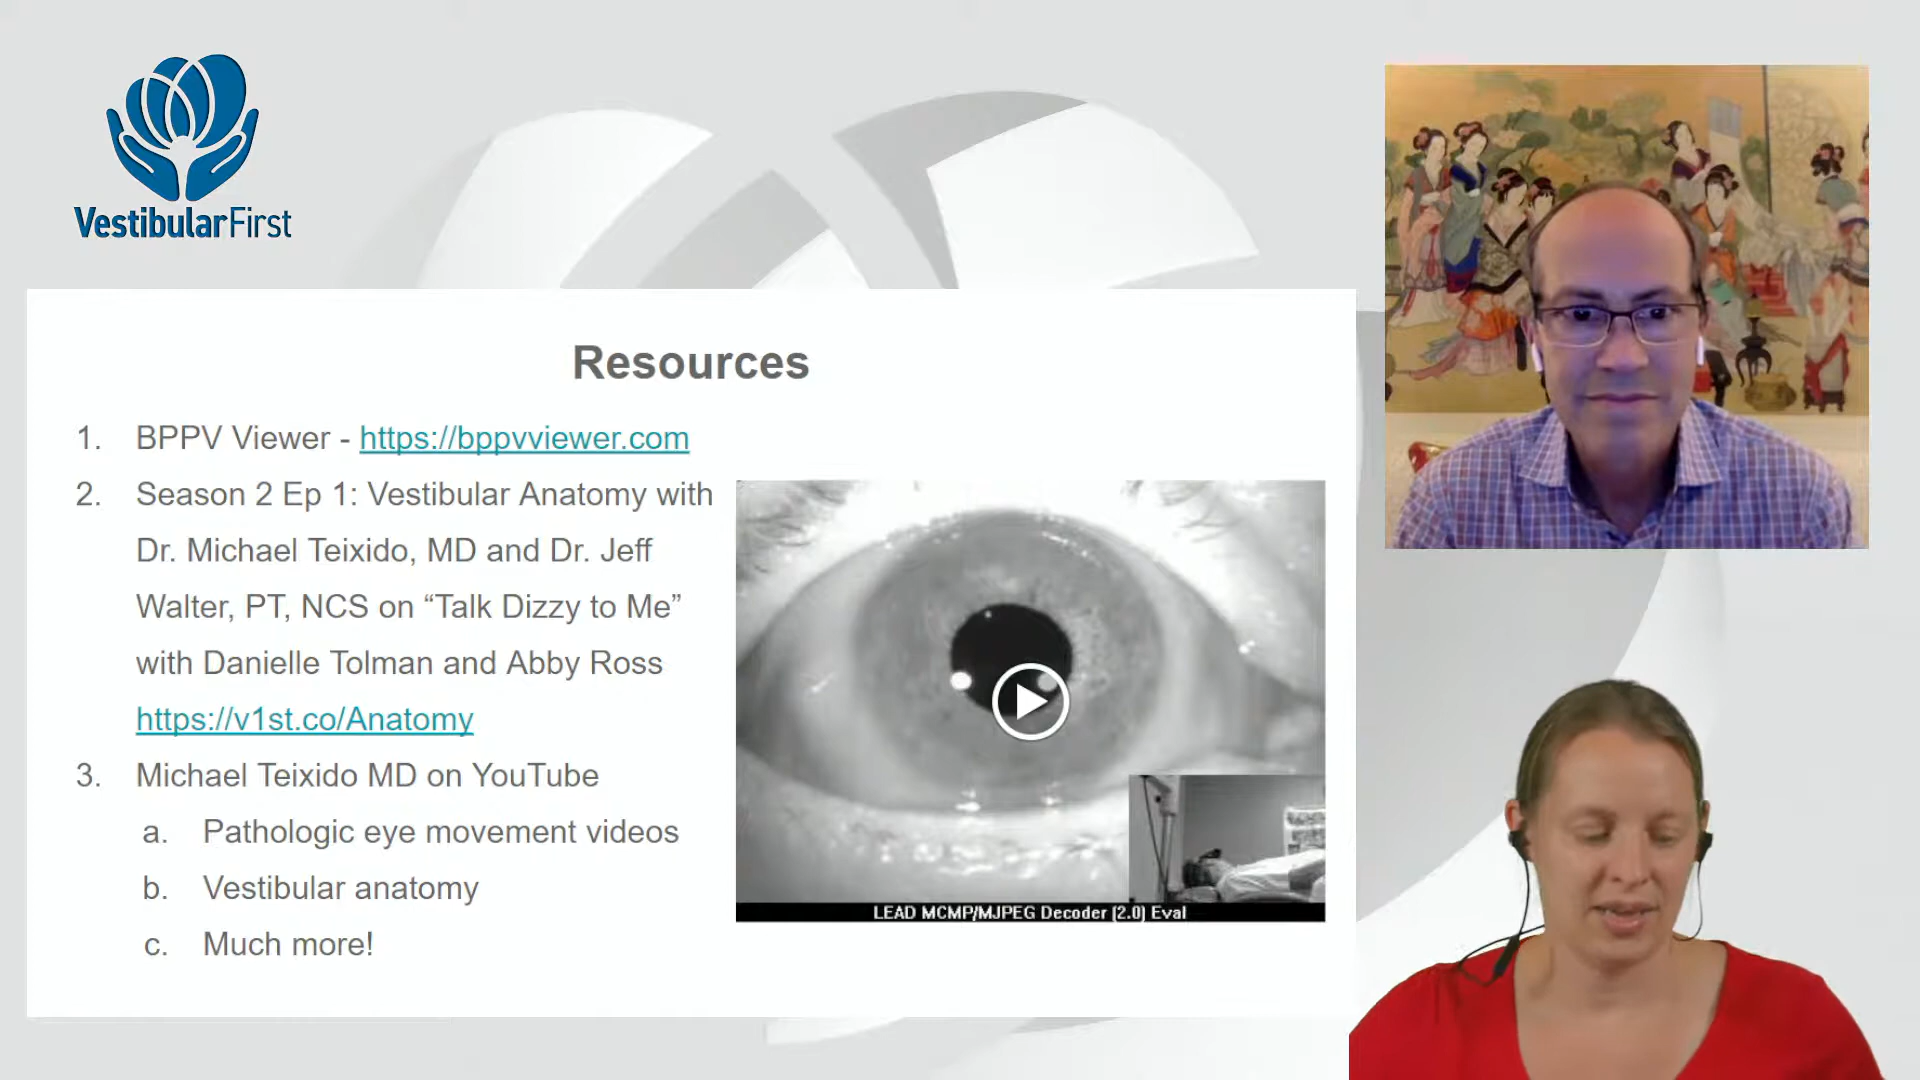 VestibularFirst
Resources
1. BPPV Viewer - https://bppvviewer.com
2. Season 2 Ep 1: Vestibular Anatomy with
Dr. Michael Teixido, MD and Dr. Jeff
Walter, PT, NCS on “Talk Dizzy to Me”
with Danielle Tolman and Abby Ross
https://v1st.co/Anatomy
3. Michael Teixido MD on YouTube
a. Pathologic eye movement videos
b. Vestibular anatomy
c. Much more!
LEAD MCMP/MJPEG Decoder (2.0) Eval